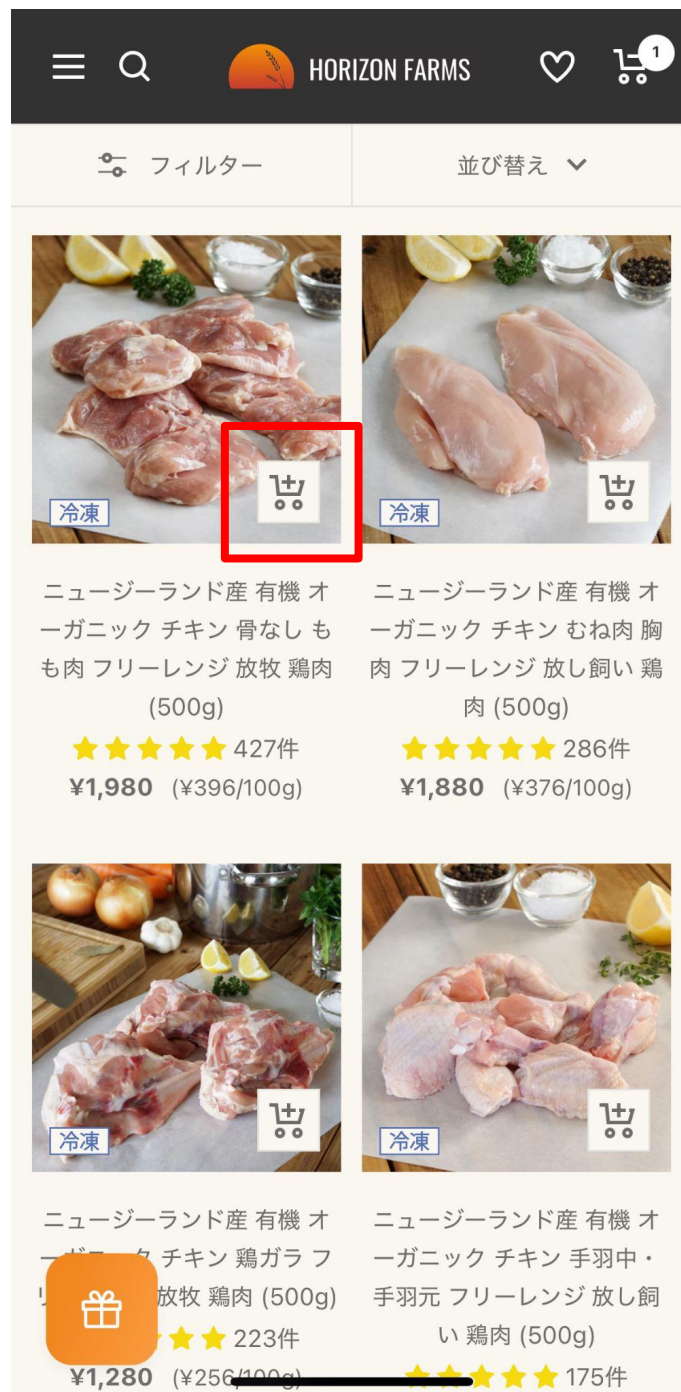 HORIZON FARMS
1
フィルター
並び替え
冷凍
冷凍
ニュージーランド産 有機 オ
ーガニック チキン 骨なし も
も肉 フリーレンジ 放牧 鶏肉
(500g)
427件
¥1,980 (¥396/100g)
ニュージーランド産 有機 オ
ーガニック チキン むね肉 胸
肉 フリーレンジ 放し飼い 鶏
肉 (500g)
286件
¥1,880 (¥376/100g)
冷凍
冷凍
ニュージーランド産 有機 オ
チキン 鶏ガラ フ
放牧 鶏肉 (500g)
223件
¥1,280 (¥256/100g)
ニュージーランド産 有機 オ
ーガニック チキン 手羽中・
手羽元 フリーレンジ 放し飼
い 鶏肉 (500g)
175件